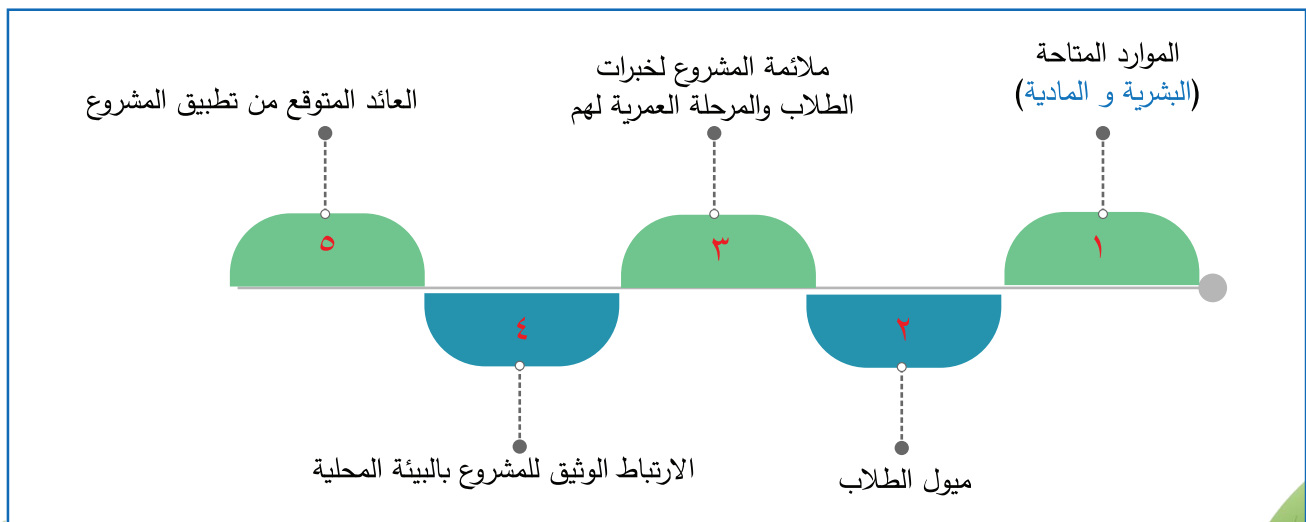 الموارد المتاحة
(البشرية و المادية)
١
ميول الطلاب
٢
ملائمة المشروع لخبرات
الطلاب والمرحلة العمرية لهم
٣
الارتباط الوثيق للمشروع بالبيئة المحلية
٤
العائد المتوقع من تطبيق المشروع
٥